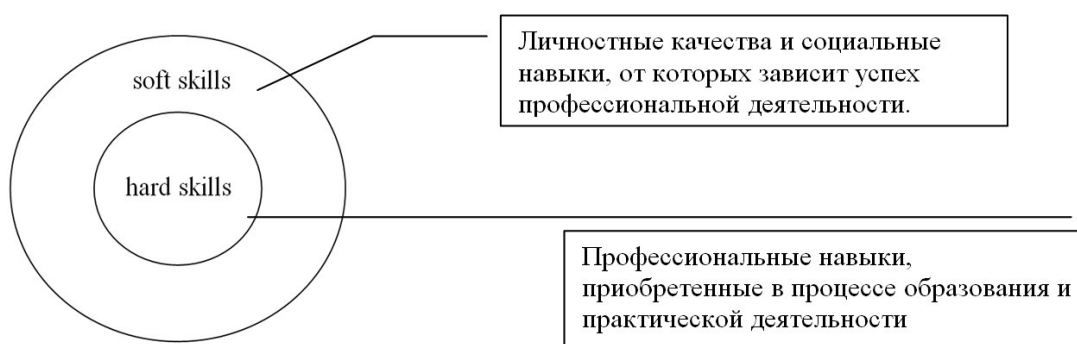 soft skills
hard skills
Личностные качества и социальные
навыки, от которых зависит успех
профессиональной деятельности.
Профессиональные навыки,
приобретенные в процессе образования и
практической деятельности